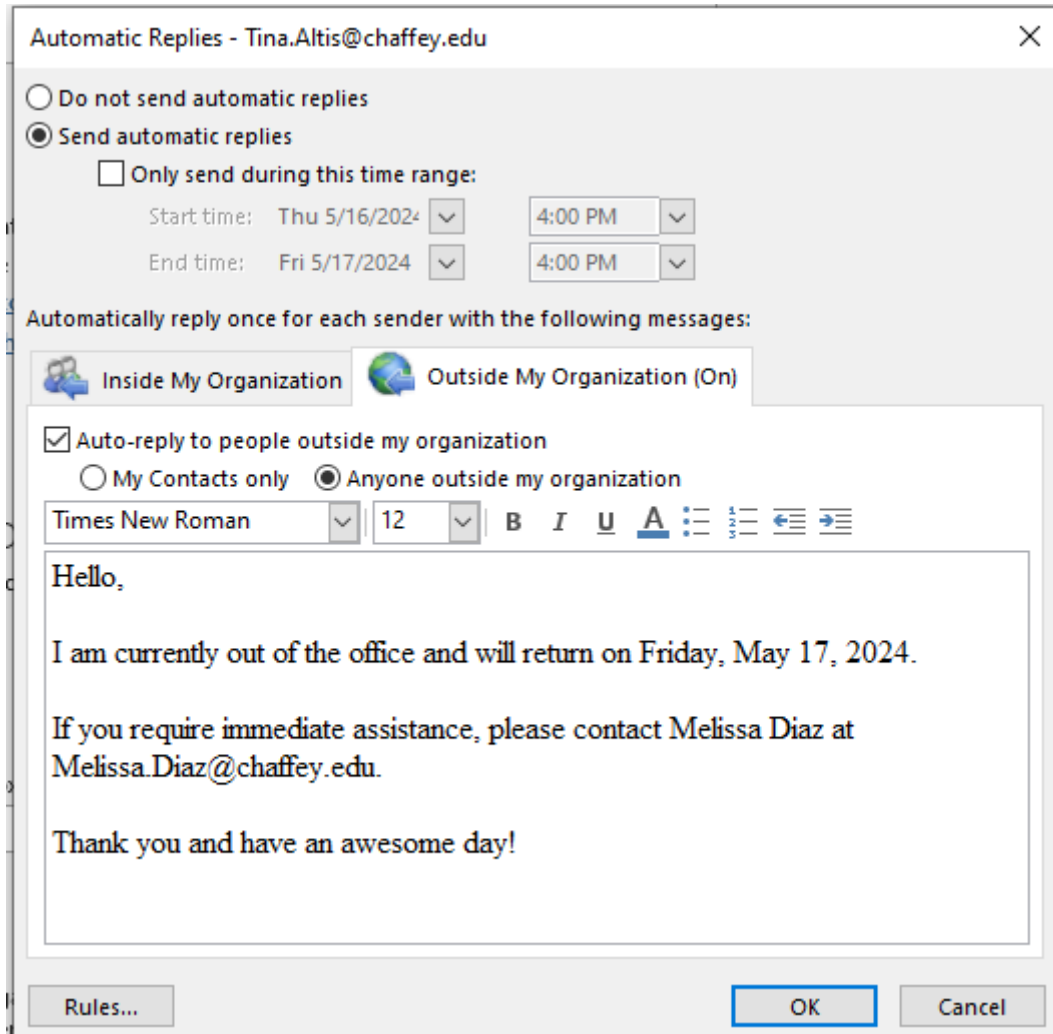 Automatic Replies - Tina.Altis@chaffey.edu
Do not send automatic replies
Send automatic replies
Only send during this time range:
Start time: Thu 5/16/2024 4:00 PM
End time: Fri 5/17/2024 4:00 PM
Automatically reply once for each sender with the following messages:
Inside My Organization Outside My Organization (On)
Auto-reply to people outside my organization
My Contacts only Anyone outside my organization
Times New Roman 12 B I U A
Hello,
I am currently out of the office and will return on Friday, May 17, 2024.
If you require immediate assistance, please contact Melissa Diaz at
Melissa.Diaz@chaffey.edu.
Thank you and have an awesome day!
Rules... OK Cancel